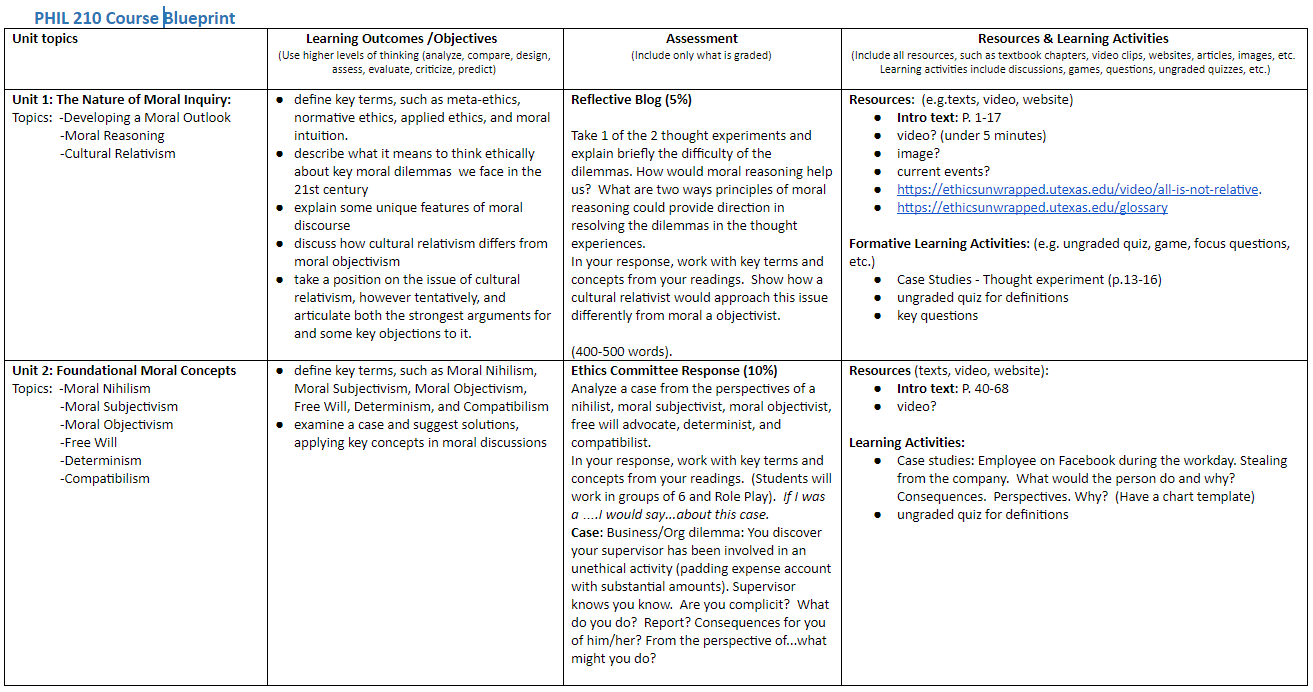 PHIL 210 Course Blueprint
Unit topics
Learning Outcomes /Objectives
(Use higher levels of thinking (analyze, compare, design,
assess, evaluate, criticize, predict)
Assessment
(Include only what is graded)
Resources & Learning Activities
(Include all resources, such as textbook chapters, video clips, websites, articles, images, etc.
Learning activities include discussions, games, questions, ungraded quizzes, etc.)
Unit 1: The Nature of Moral Inquiry:
Topics: -Developing a Moral Outlook
-Moral Reasoning
-Cultural Relativism
● define key terms, such as meta-ethics,
normative ethics, applied ethics, and moral
intuition.
● describe what it means to think ethically
about key moral dilemmas we face in the
21st century
● explain some unique features of moral
discourse
● discuss how cultural relativism differs from
moral objectivism
● take a position on the issue of cultural
relativism, however tentatively, and
articulate both the strongest arguments for
and some key objections to it.
Reflective Blog (5%)
Take 1 of the 2 thought experiments and
explain briefly the difficulty of the
dilemmas. How would moral reasoning help
us? What are two ways principles of moral
reasoning could provide direction in
resolving the dilemmas in the thought
experiences.
In your response, work with key terms and
concepts from your readings. Show how a
cultural relativist would approach this issue
differently from moral a objectivist.
(400-500 words).
Resources: (e.g.texts, video, website)
● Intro text: P. 1-17
● video? (under 5 minutes)
● image?
● current events?
● https://ethicsunwrapped.utexas.edu/video/all-is-not-relative.
● https://ethicsunwrapped.utexas.edu/glossary
Formative Learning Activities: (e.g. ungraded quiz, game, focus questions,
etc.)
● Case Studies - Thought experiment (p.13-16)
● ungraded quiz for definitions
● key questions
Unit 2: Foundational Moral Concepts
Topics: -Moral Nihilism
-Moral Subjectivism
-Moral Objectivism
-Free Will
-Determinism
-Compatibilism
● define key terms, such as Moral Nihilism,
Moral Subjectivism, Moral Objectivism,
Free Will, Determinism, and Compatibilism
● examine a case and suggest solutions,
applying key concepts in moral discussions
Ethics Committee Response (10%)
Analyze a case from the perspectives of a
nihilist, moral subjectivist, moral objectivist,
free will advocate, determinist, and
compatibilist.
In your response, work with key terms and
concepts from your readings. (Students will
work in groups of 6 and Role Play). If I was
a ....I would say...about this case.
Case: Business/Org dilemma: You discover
your supervisor has been involved in an
unethical activity (padding expense account
with substantial amounts). Supervisor
knows you know. Are you complicit? What
do you do? Report? Consequences for you
of him/her? From the perspective of...what
might you do?
Resources (texts, video, website):
● Intro text: P. 40-68
● video?
Learning Activities:
● Case studies: Employee on Facebook during the workday. Stealing
from the company. What would the person do and why?
Consequences. Perspectives. Why? (Have a chart template)
● ungraded quiz for definitions